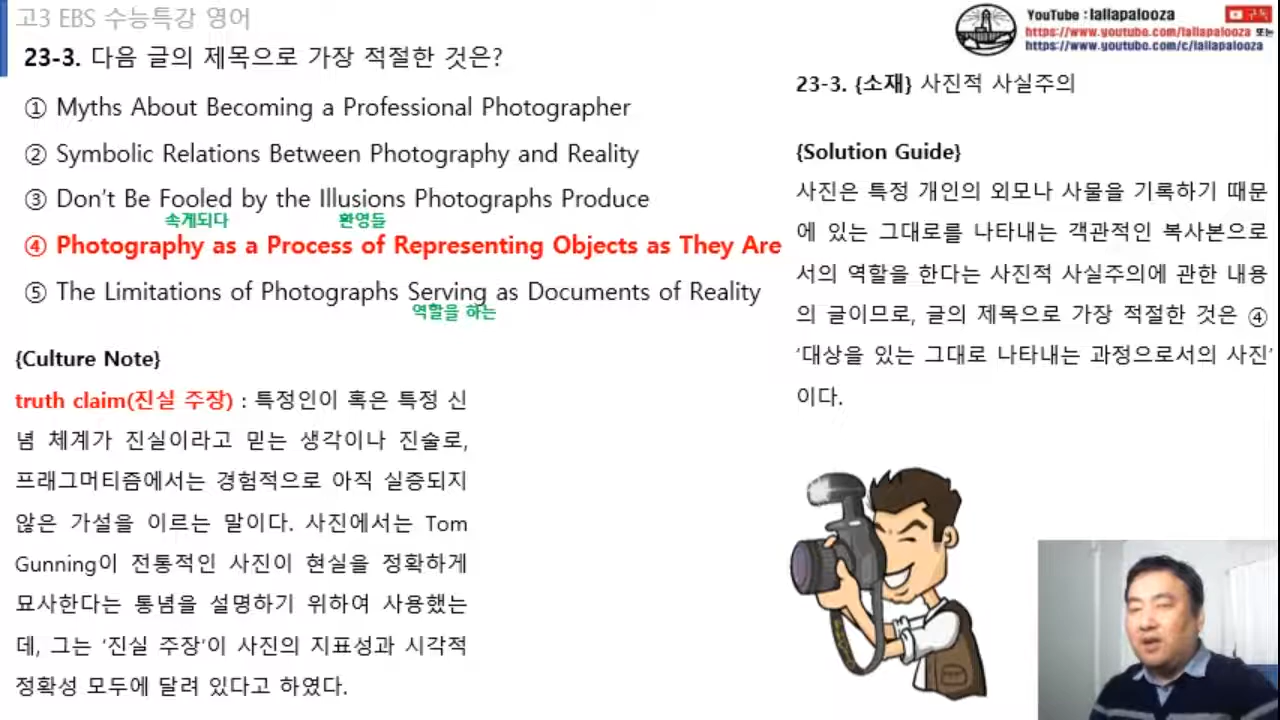 고3 EBS 수능특강 영어
23-3. 다음 글의 제목으로 가장 적절한 것은?
① Myths About Becoming a Professional Photographer
② Symbolic Relations Between Photography and Reality
③ Don't Be Fooled by the Illusions Photographs Produce
속게되다 환영들
④ Photography as a Process of Representing Objects as They Are
⑤ The Limitations of Photographs Serving as Documents of Reality
역할을 하는
{Culture Note}
truth claim(진실 주장) : 특정인이 혹은 특정 신
념 체계가 진실이라고 믿는 생각이나 진술로,
프래그머티즘에서는 경험적으로 아직 실증되지
않은 가설을 이르는 말이다. 사진에서는 Tom
Gunning이 전통적인 사진이 현실을 정확하게
묘사한다는 통념을 설명하기 위하여 사용했는
데, 그는 '진실 주장'이 사진의 지표성과 시각적
정확성 모두에 달려 있다고 하였다.
YouTube : lallapalooza
구독
https://www.youtube.com/lallapalooza 또는
https://www.youtube.com/c/lallapalooza
23-3. {소재} 사진적 사실주의
{Solution Guide}
사진은 특정 개인의 외모나 사물을 기록하기 때문
에 있는 그대로를 나타내는 객관적인 복사본으로
서의 역할을 한다는 사진적 사실주의에 관한 내용
의 글이므로, 글의 제목으로 가장 적절한 것은 ④
'대상을 있는 그대로 나타내는 과정으로서의 사진'
이다.